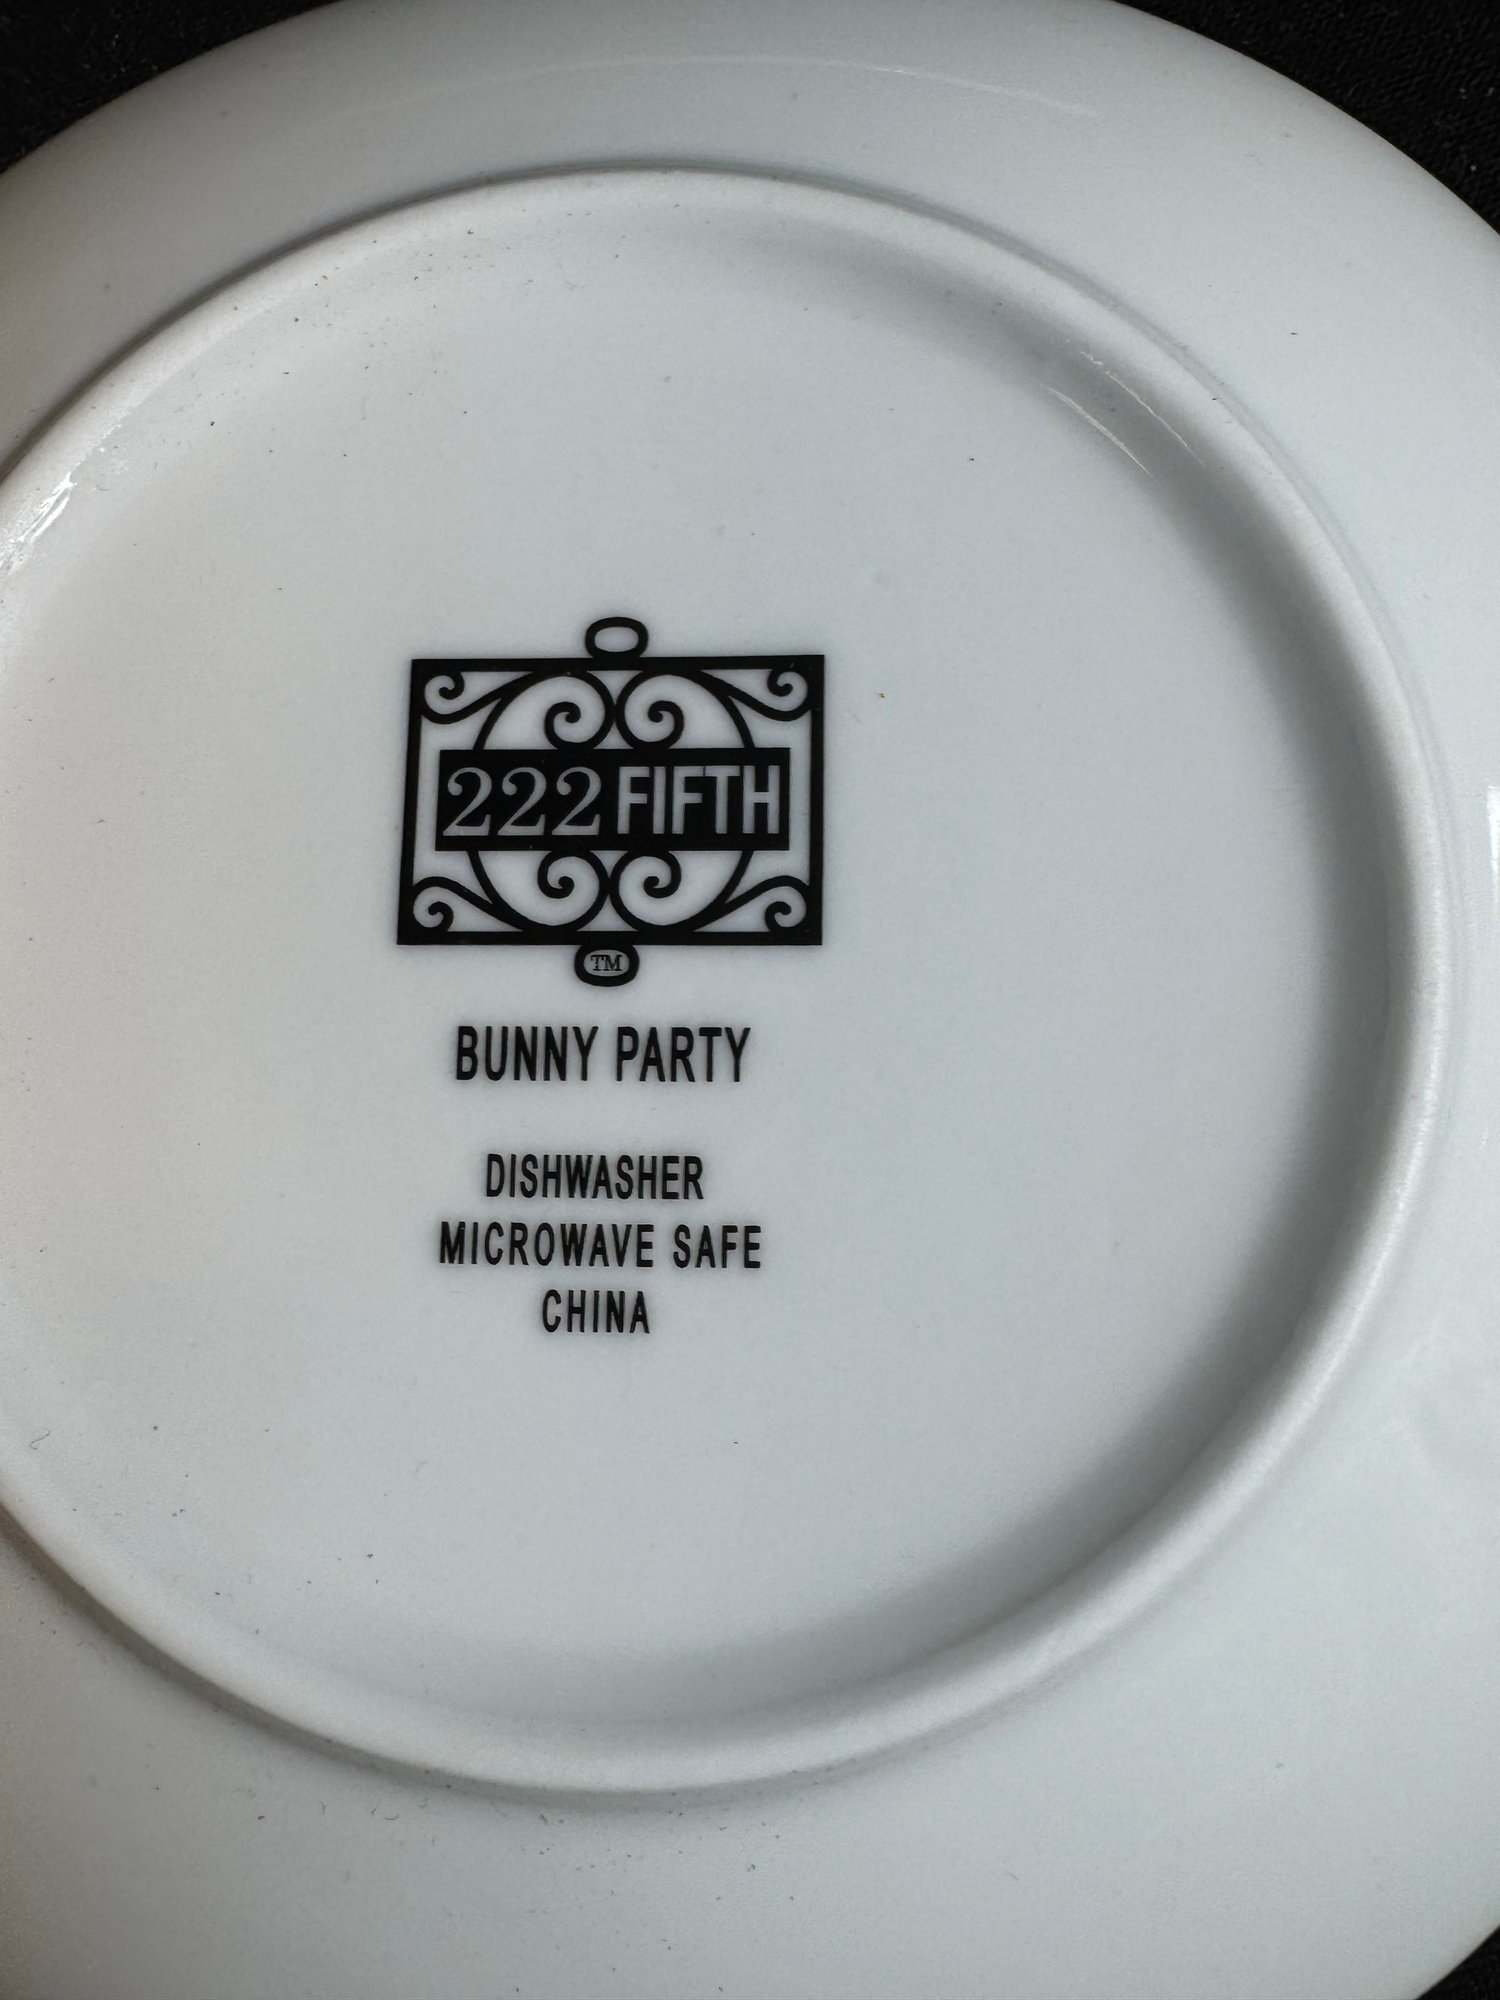 222 FIFTH
TM
BUNNY PARTY
DISHWASHER
MICROWAVE SAFE
CHINA